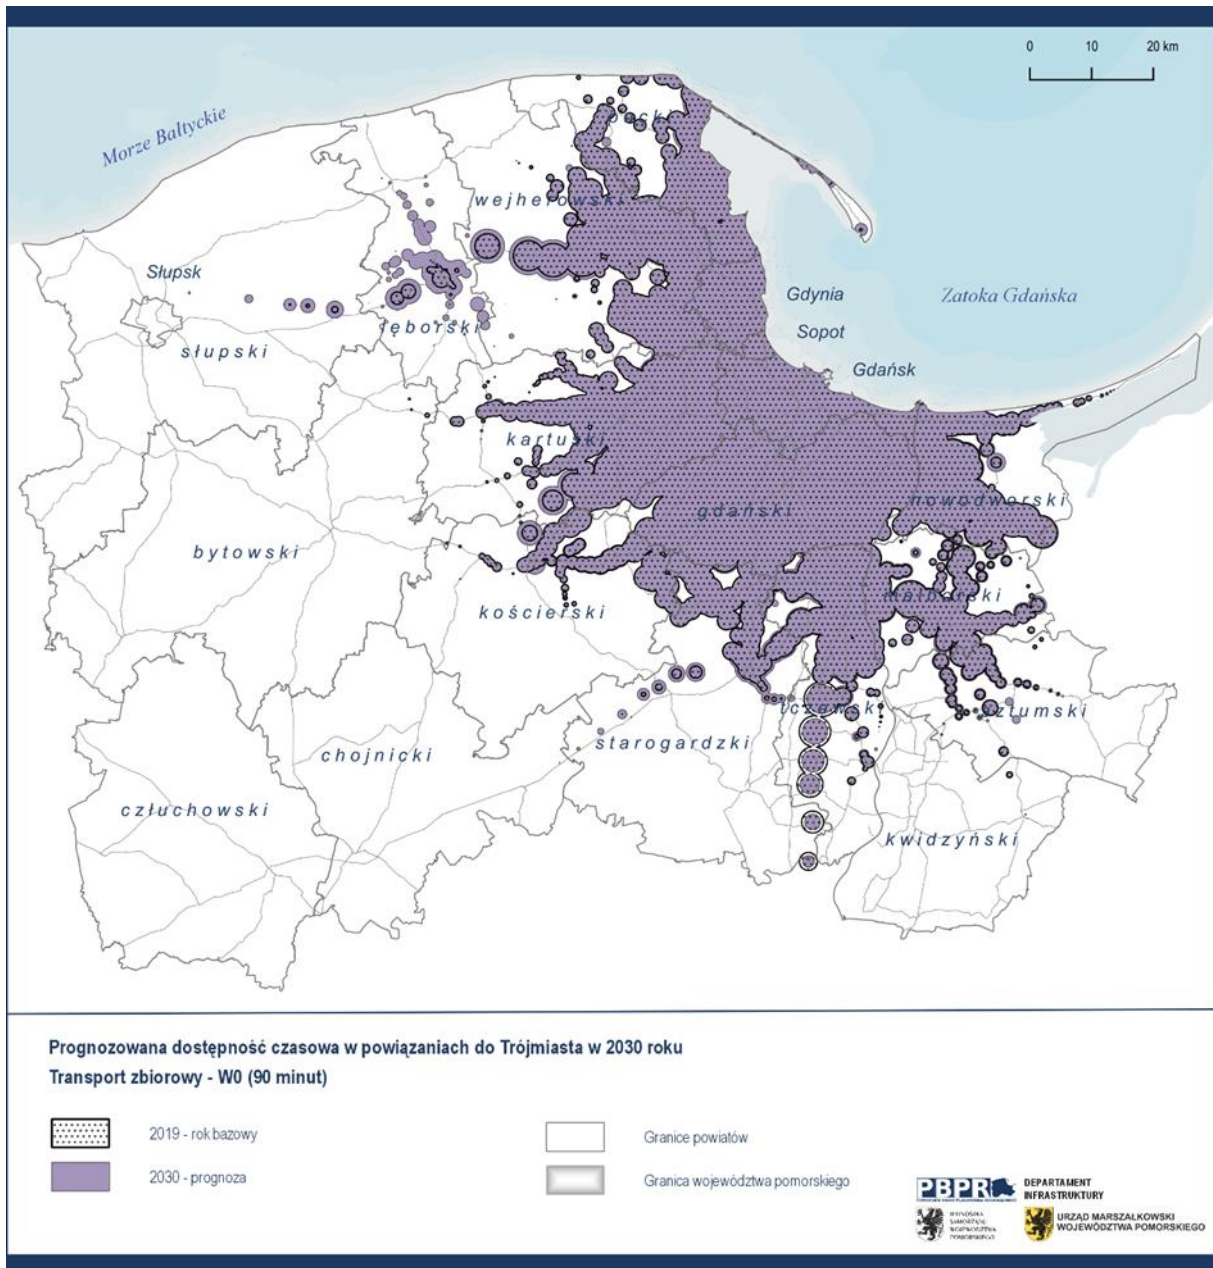 0 10 20 km
Morze Bałtyckie
pucki
wejherowski
Słupsk
Gdynia
Zatoka Gdańska
Sopot
lęborski
słupski
Gdańsk
kartuski
nowodworski
gdański
bytowski
malborski
kościerski
tczewski
sztumski
starogardzki
chojnicki
człuchowski
kwidzyński
Prognozowana dostępność czasowa w powiązaniach do Trójmiasta w 2030 roku
Transport zbiorowy - W0 (90 minut)
2019 - rok bazowy
Granice powiatów
2030 - prognoza
Granica województwa pomorskiego
PBPR
DEPARTAMENT
INFRASTRUKTURY
URZĄD MARSZAŁKOWSKI
WOJEWÓDZTWA POMORSKIEGO